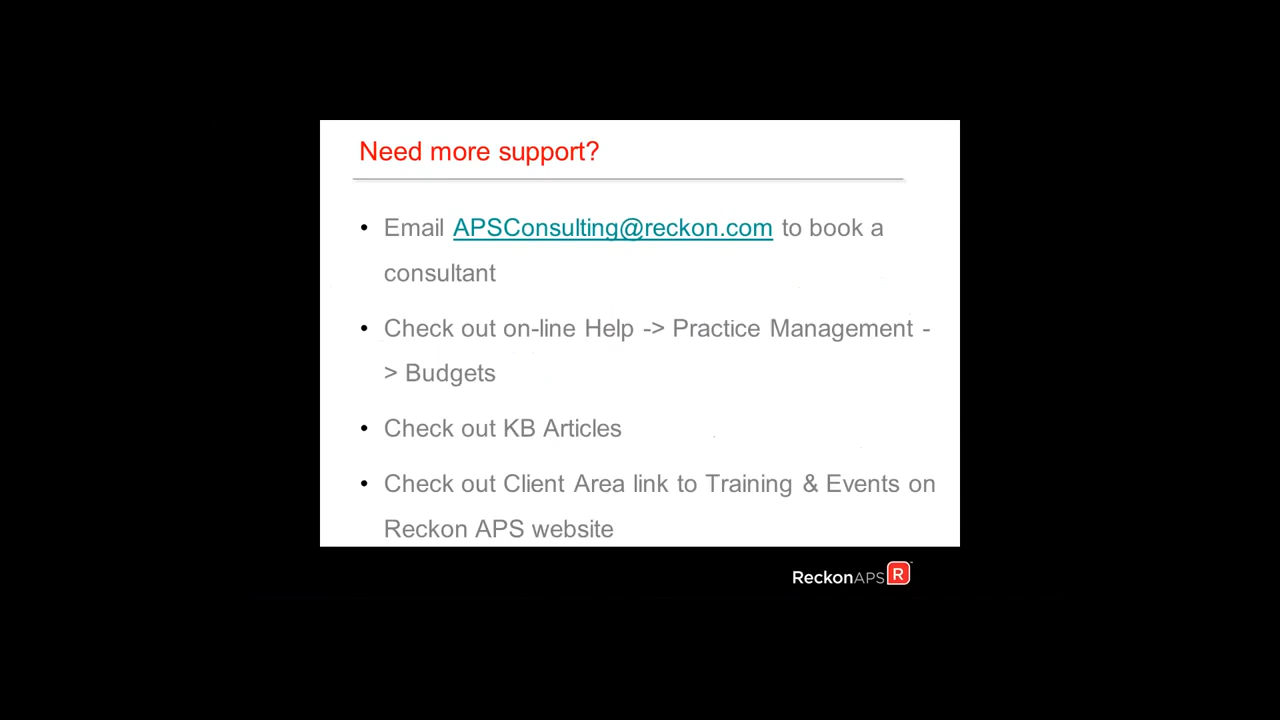 Need more support?
• Email APSConsulting@reckon.com to book a
consultant
• Check out on-line Help -> Practice Management -
> Budgets
• Check out KB Articles
• Check out Client Area link to Training & Events on
Reckon APS website
ReckonAPS R